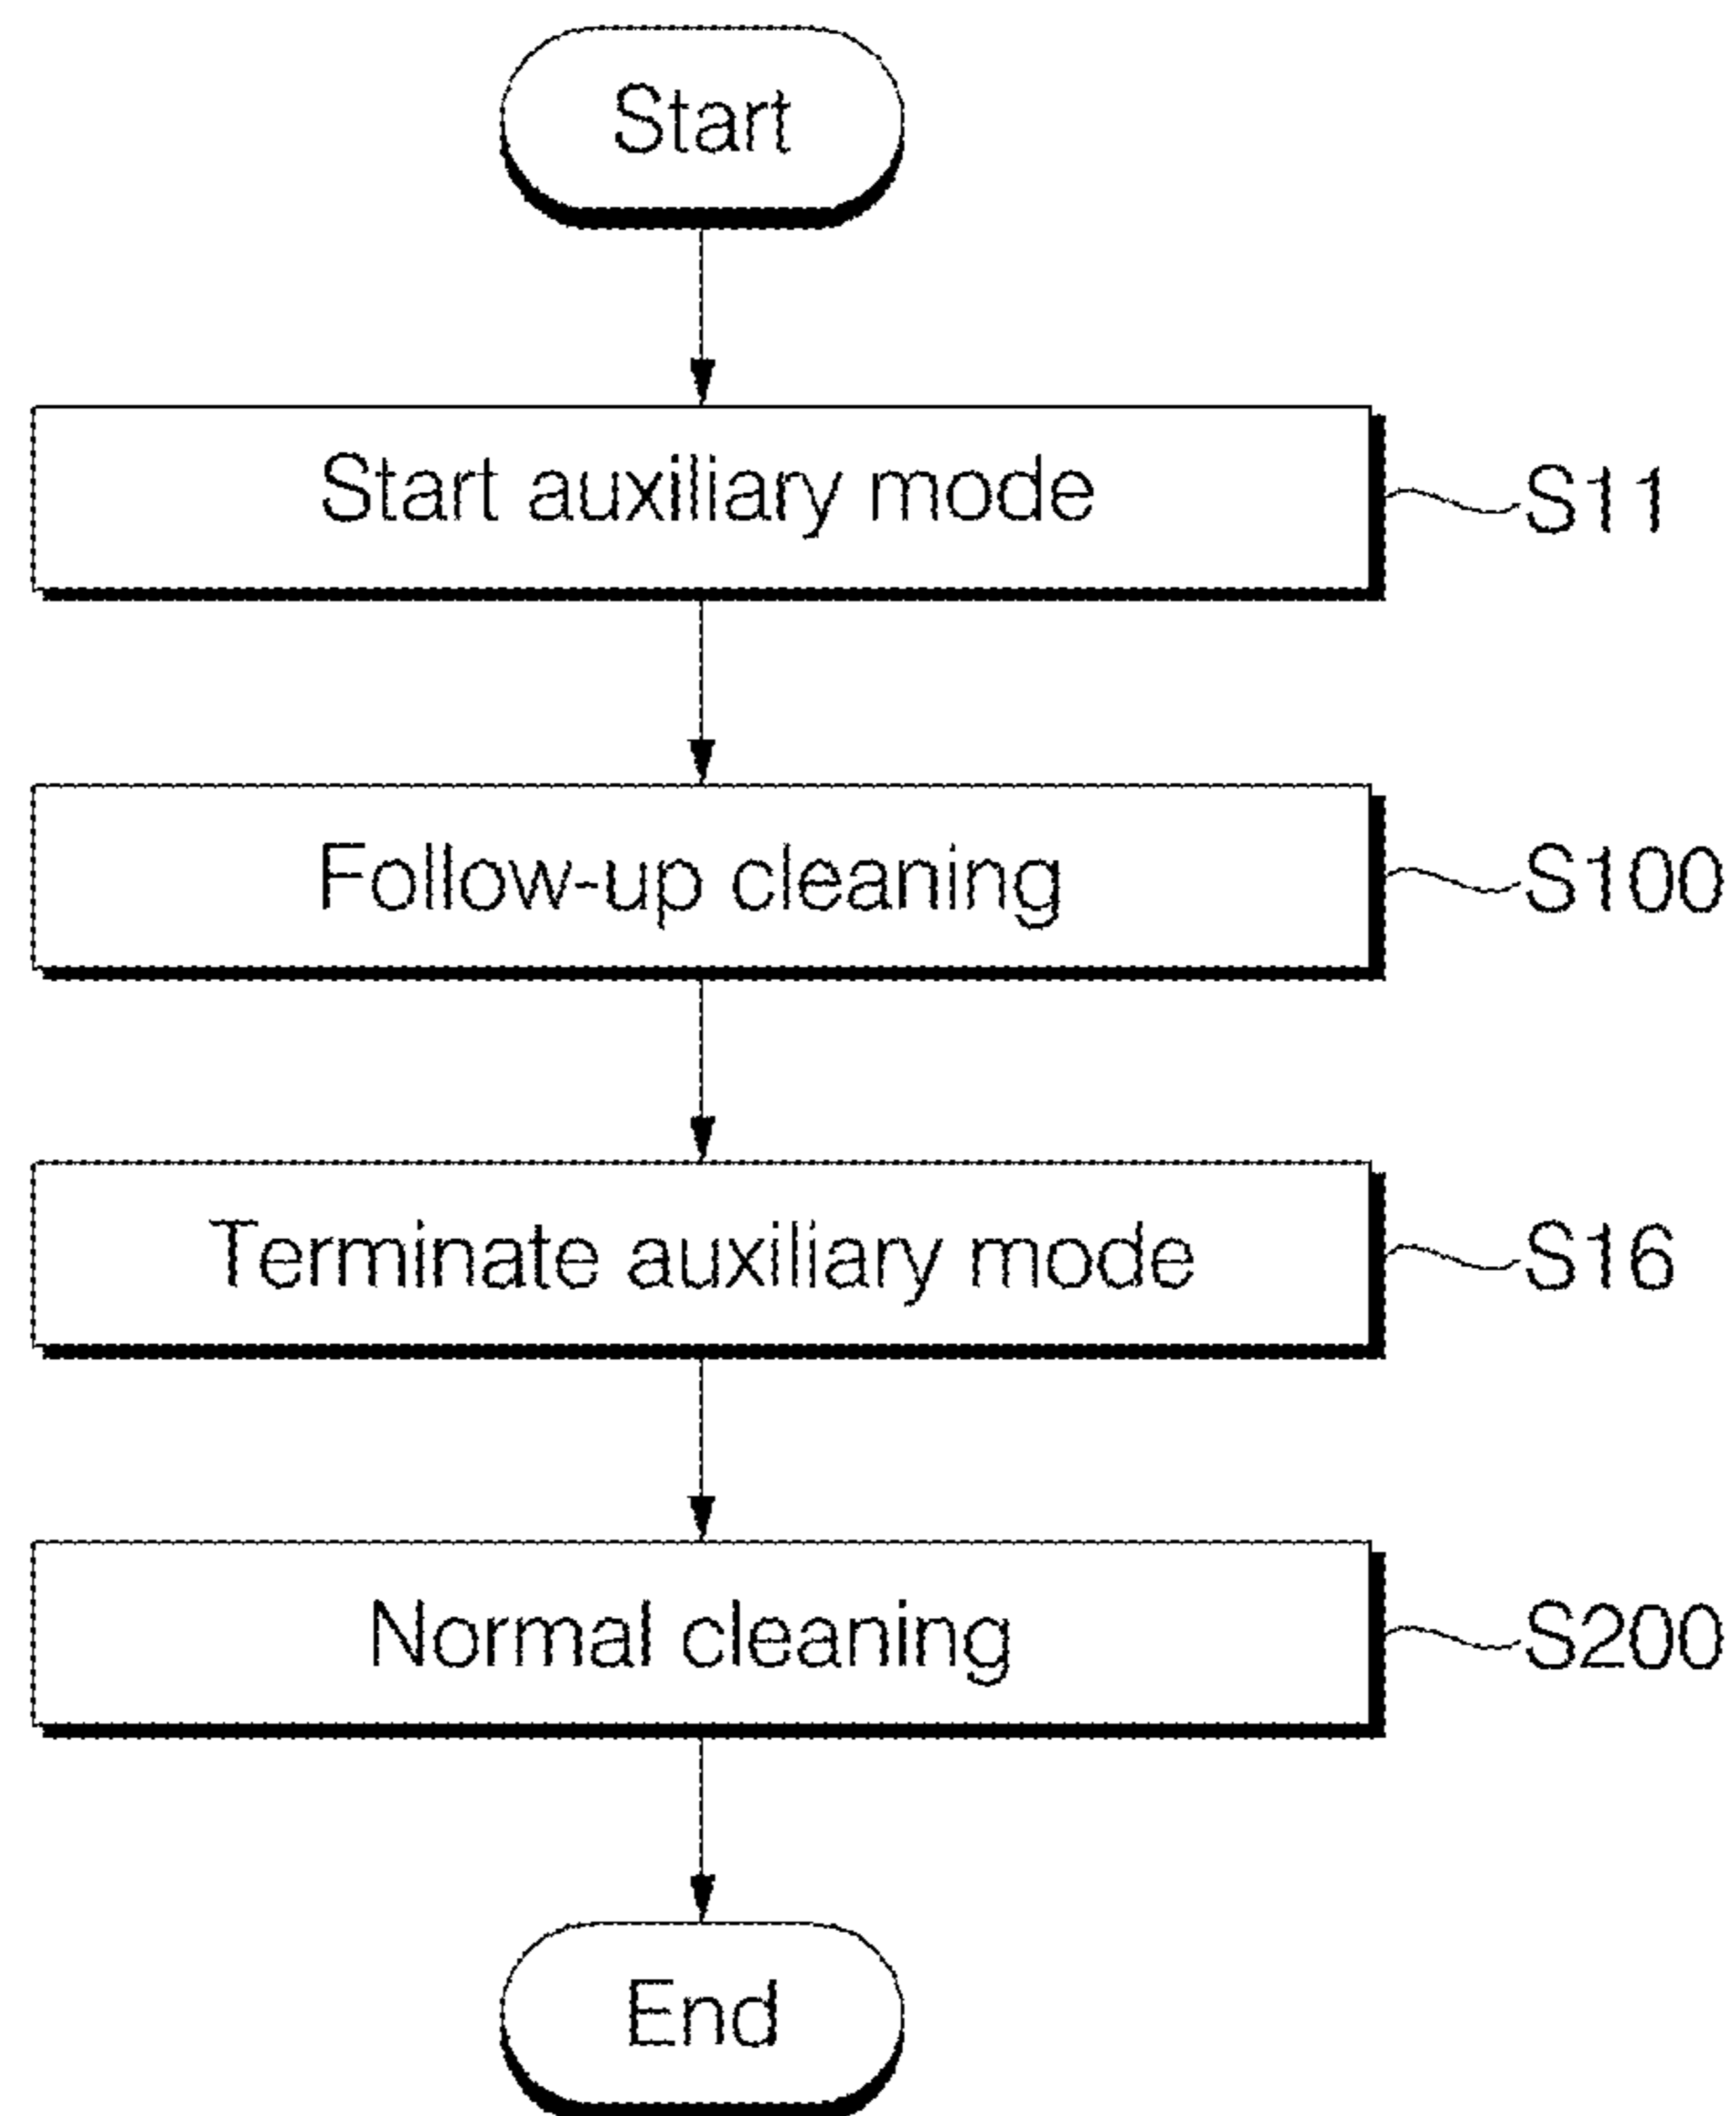 Start
Start auxiliary mode
S11
Follow-up cleaning
S100
Terminate auxiliary mode
S16
Normal cleaning
S200
End